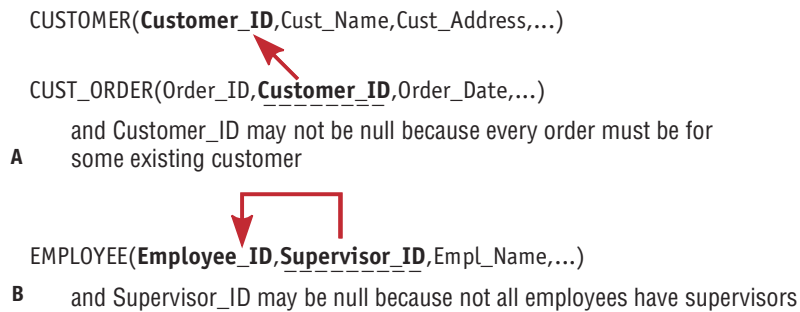 CUSTOMER(Customer_ID,Cust_Name,Cust_Address,...)
CUST_ORDER(Order_ID,Customer_ID,Order_Date,...)
and Customer_ID may not be null because every order must be for
A some existing customer
EMPLOYEE(Employee_ID,Supervisor_ID,Empl_Name,...)
B and Supervisor_ID may be null because not all employees have supervisors